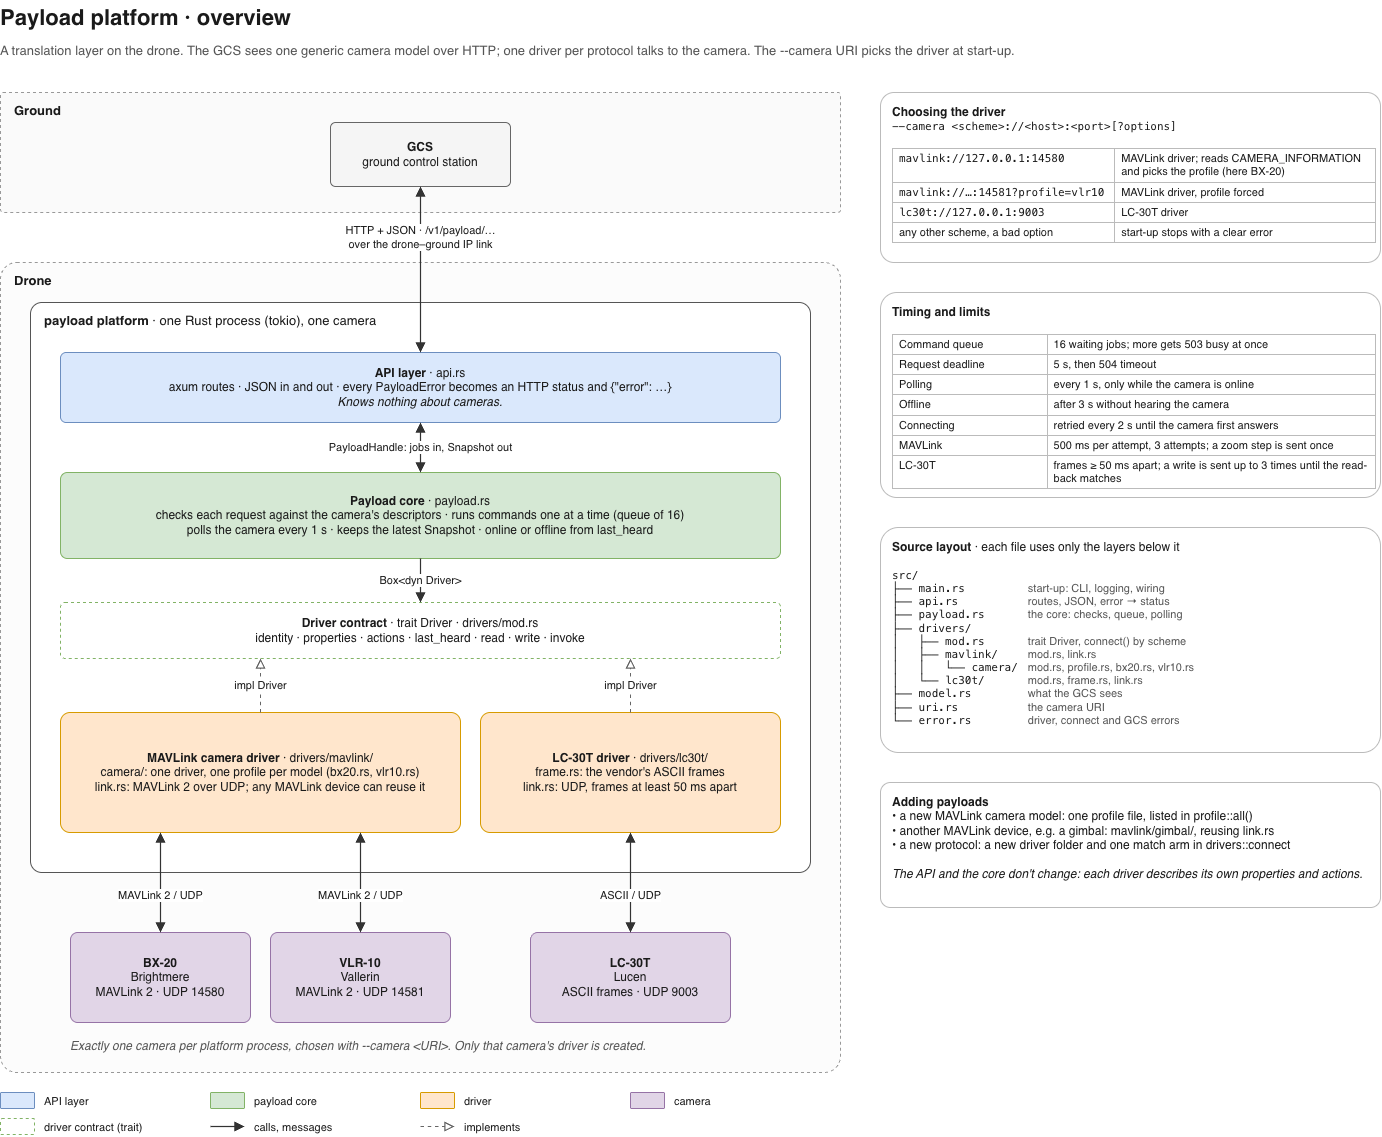 Payload platform · overview
A translation layer on the drone. The GCS sees one generic camera model over HTTP; one driver per protocol talks to the camera. The --camera URI picks the driver at start-up.
Ground
GCS
ground control station
HTTP + JSON · /v1/payload/…
over the drone–ground IP link
Drone
payload platform · one Rust process (tokio), one camera
API layer · api.rs
axum routes · JSON in and out · every PayloadError becomes an HTTP status and {"error": …}
Knows nothing about cameras.
PayloadHandle: jobs in, Snapshot out
Payload core · payload.rs
checks each request against the camera's descriptors · runs commands one at a time (queue of 16)
polls the camera every 1 s · keeps the latest Snapshot · online or offline from last_heard
Box<dyn Driver>
Driver contract · trait Driver · drivers/mod.rs
identity · properties · actions · last_heard · read · write · invoke
impl Driver
impl Driver
MAVLink camera driver · drivers/mavlink/
camera/: one driver, one profile per model (bx20.rs, vlr10.rs)
link.rs: MAVLink 2 over UDP; any MAVLink device can reuse it
LC-30T driver · drivers/lc30t/
frame.rs: the vendor's ASCII frames
link.rs: UDP, frames at least 50 ms apart
MAVLink 2 / UDP
MAVLink 2 / UDP
ASCII / UDP
BX-20
Brightmere
MAVLink 2 · UDP 14580
VLR-10
Vallerin
MAVLink 2 · UDP 14581
LC-30T
Lucen
ASCII frames · UDP 9003
Exactly one camera per platform process, chosen with --camera <URI>. Only that camera's driver is created.
API layer
payload core
driver
camera
driver contract (trait)
calls, messages
implements
Choosing the driver
--camera <scheme>://<host>:<port>[?options]
mavlink://127.0.0.1:14580
MAVLink driver; reads CAMERA_INFORMATION
and picks the profile (here BX-20)
mavlink://…:14581?profile=vlr10
MAVLink driver, profile forced
lc30t://127.0.0.1:9003
LC-30T driver
any other scheme, a bad option
start-up stops with a clear error
Timing and limits
Command queue
16 waiting jobs; more gets 503 busy at once
Request deadline
5 s, then 504 timeout
Polling
every 1 s, only while the camera is online
Offline
after 3 s without hearing the camera
Connecting
retried every 2 s until the camera first answers
MAVLink
500 ms per attempt, 3 attempts; a zoom step is sent once
LC-30T
frames ≥ 50 ms apart; a write is sent up to 3 times until the read-
back matches
Source layout · each file uses only the layers below it
src/
├── main.rs start-up: CLI, logging, wiring
├── api.rs routes, JSON, error → status
├── payload.rs the core: checks, queue, polling
├── drivers/
│   ├── mod.rs trait Driver, connect() by scheme
│   ├── mavlink/ mod.rs, link.rs
│   │   └── camera/ mod.rs, profile.rs, bx20.rs, vlr10.rs
│   └── lc30t/ mod.rs, frame.rs, link.rs
├── model.rs what the GCS sees
├── uri.rs the camera URI
└── error.rs driver, connect and GCS errors
Adding payloads
• a new MAVLink camera model: one profile file, listed in profile::all()
• another MAVLink device, e.g. a gimbal: mavlink/gimbal/, reusing link.rs
• a new protocol: a new driver folder and one match arm in drivers::connect
The API and the core don't change: each driver describes its own properties and actions.